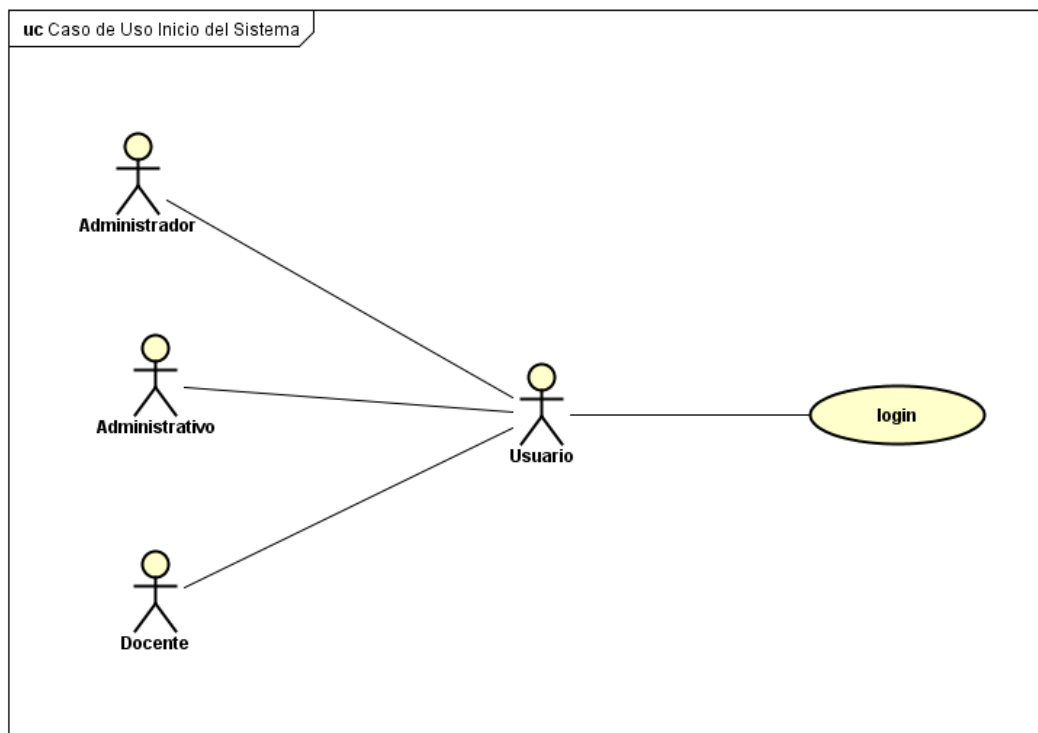 uc Caso de Uso Inicio del Sistema
Administrador
Administrativo
Usuario
login
Docente